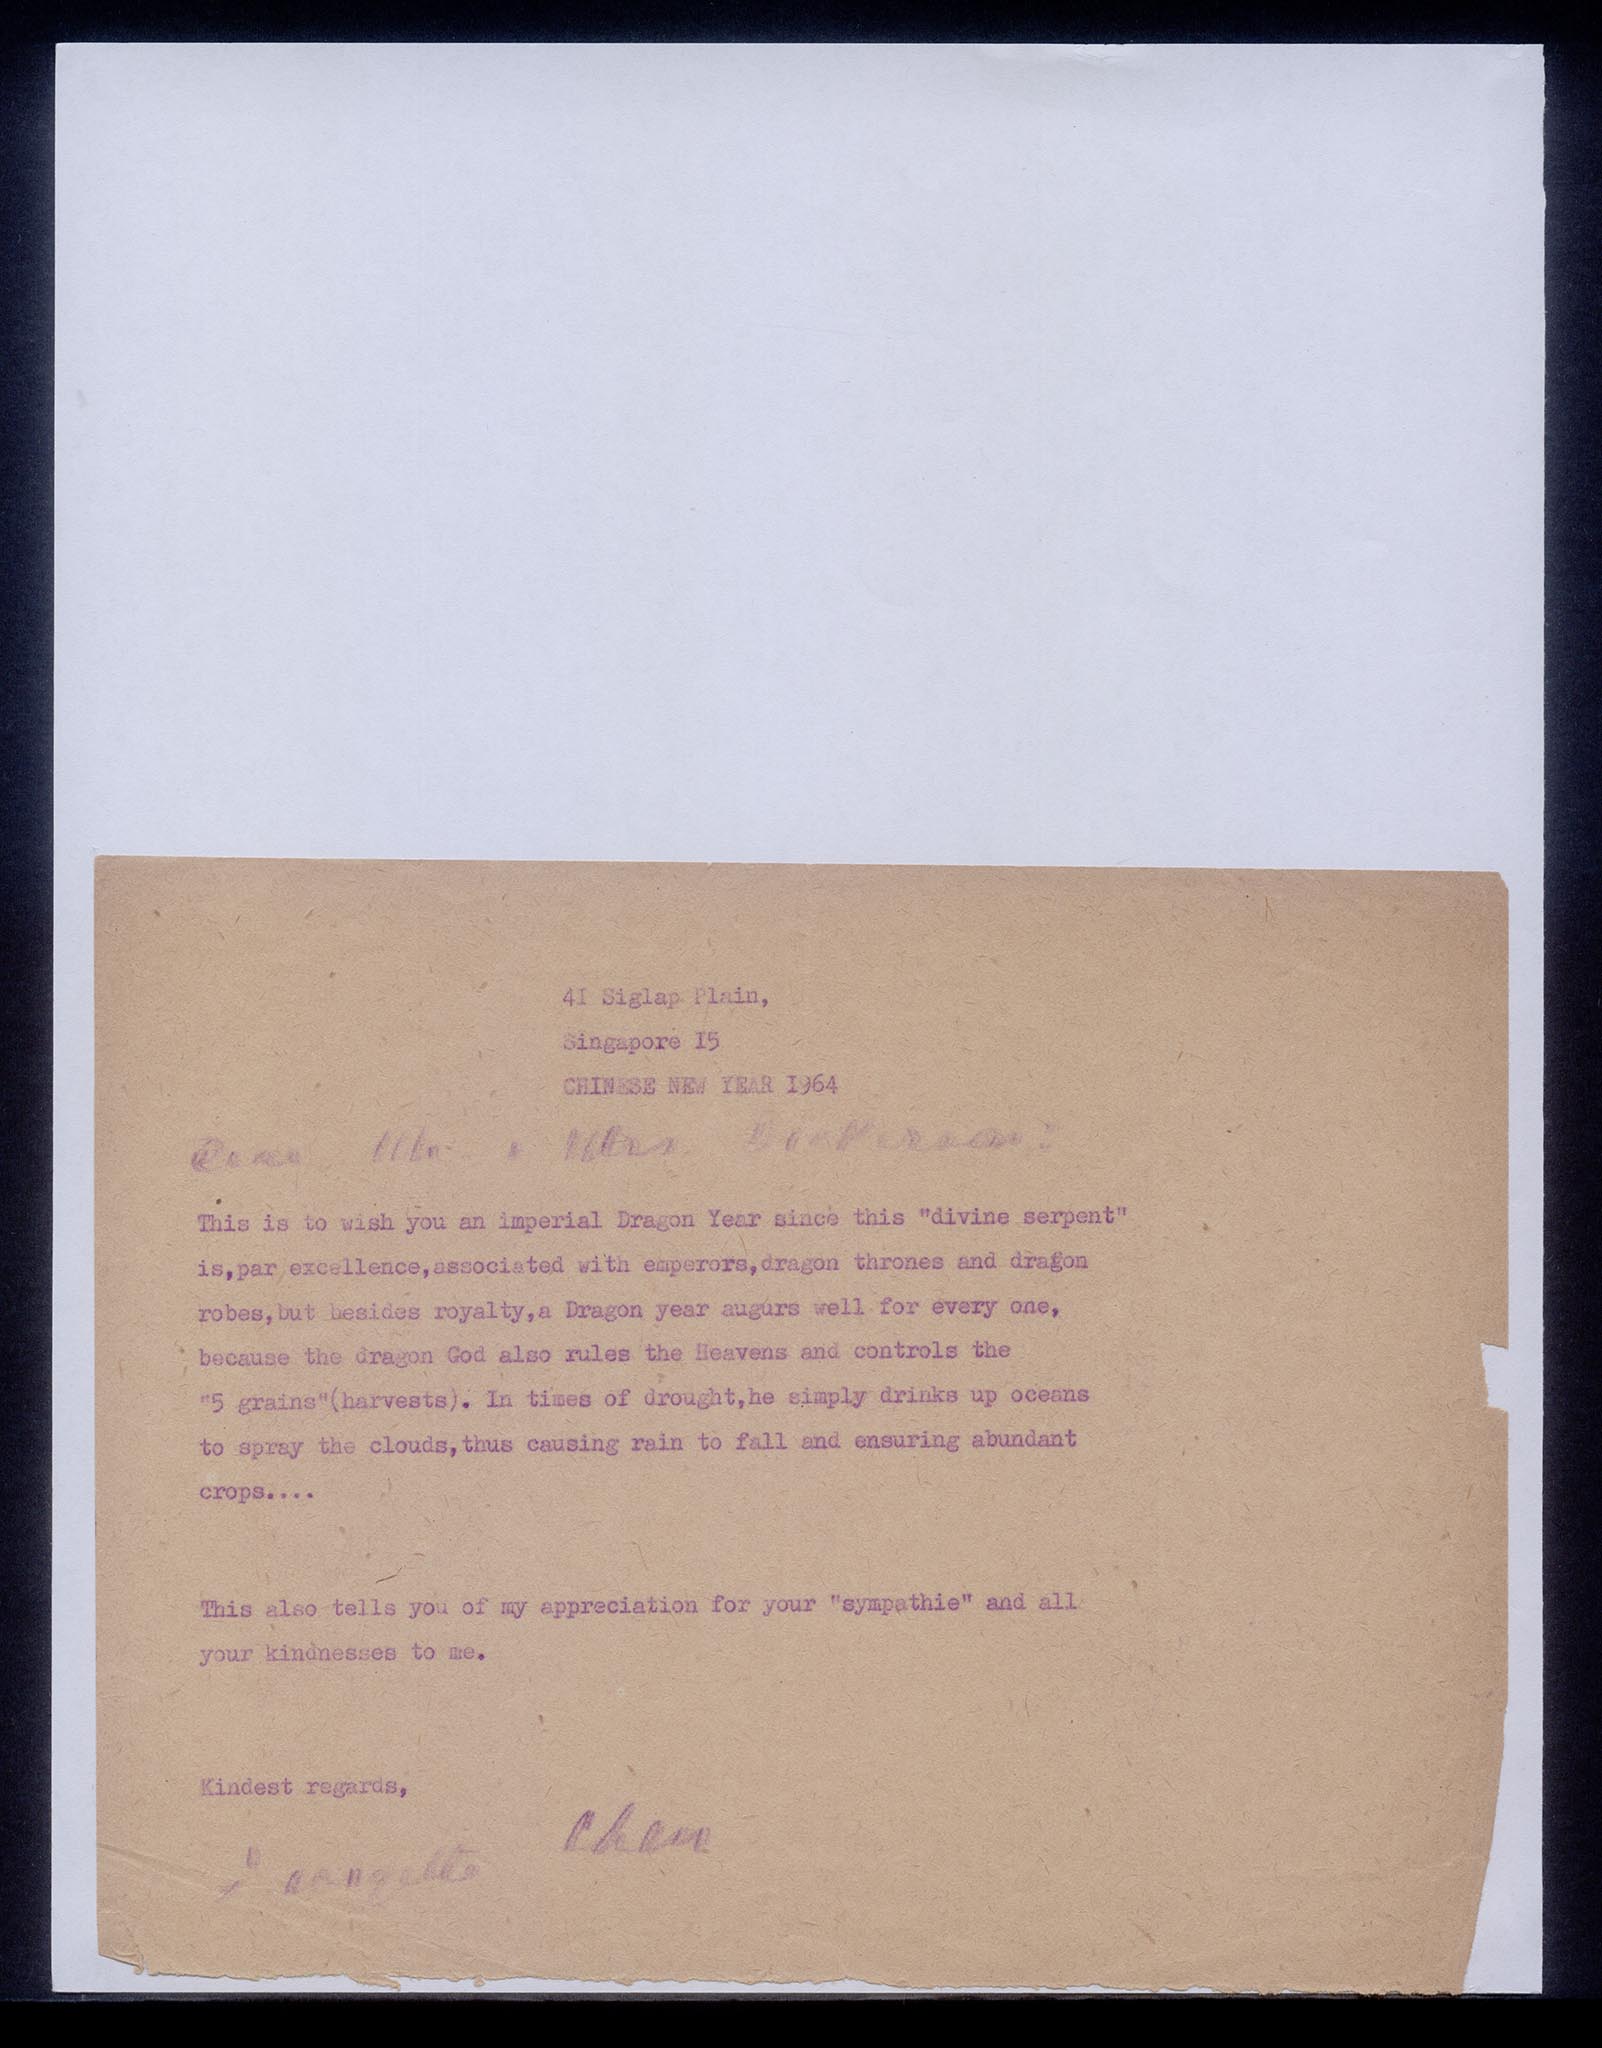 41 Siglap Plain,
Singapore 15
CHINESE NEW YEAR 1964
Dear Mr. & Mrs.
This is to wish you an imperial Dragon Year since this "divine serpent"
is,par excellence,associated with emperors,dragon thrones and dragon
robes,but besides royalty,a Dragon year augurs well for every one,
because the dragon God also rules the Heavens and controls the
"5 grains"(harvests). In times of drought,he simply drinks up oceans
to spray the clouds,thus causing rain to fall and ensuring abundant
crops....
This also tells you of my appreciation for your "sympathie" and all
your kindnesses to me.
Kindest regards,